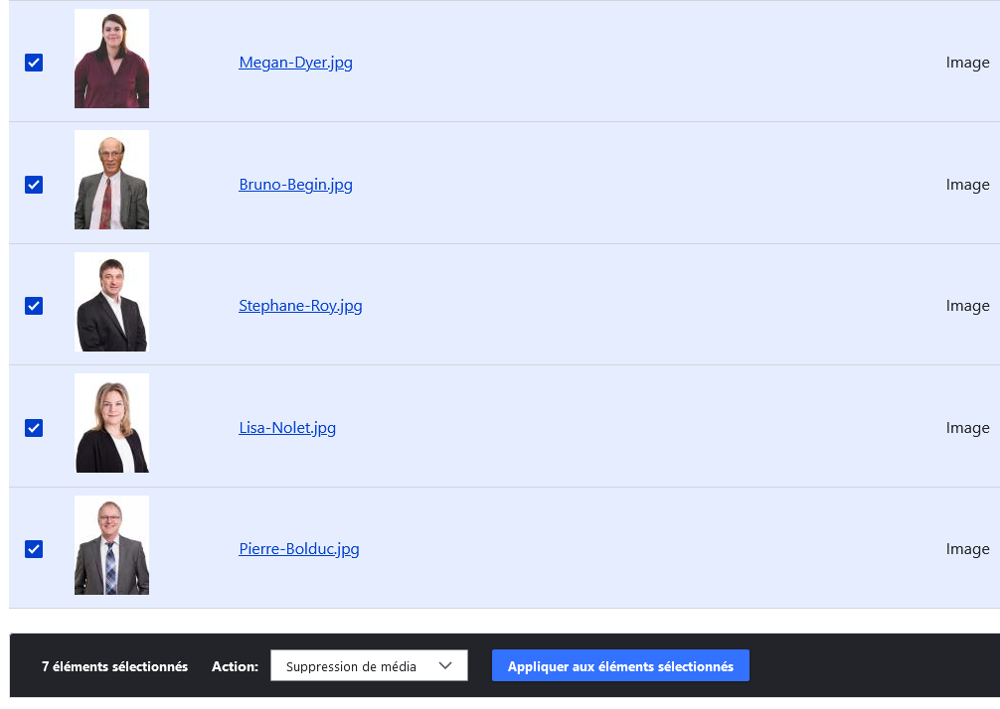 Megan-Dyer.jpg Image
Bruno-Begin.jpg Image
Stephane-Roy.jpg Image
Lisa-Nolet.jpg Image
Pierre-Bolduc.jpg Image
7 éléments sélectionnés Action: Suppression de média Appliquer aux éléments sélectionnés